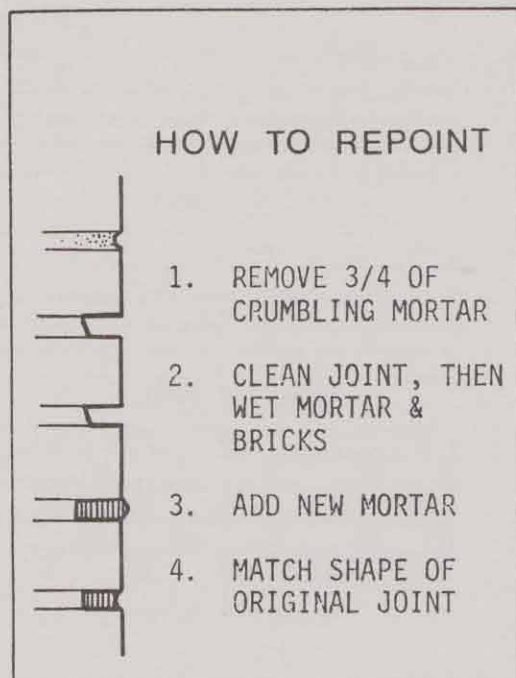 HOW TO REPOINT
1. REMOVE 3/4 OF
CRUMBLING MORTAR
2. CLEAN JOINT, THEN
WET MORTAR &
BRICKS
3. ADD NEW MORTAR
4. MATCH SHAPE OF
ORIGINAL JOINT